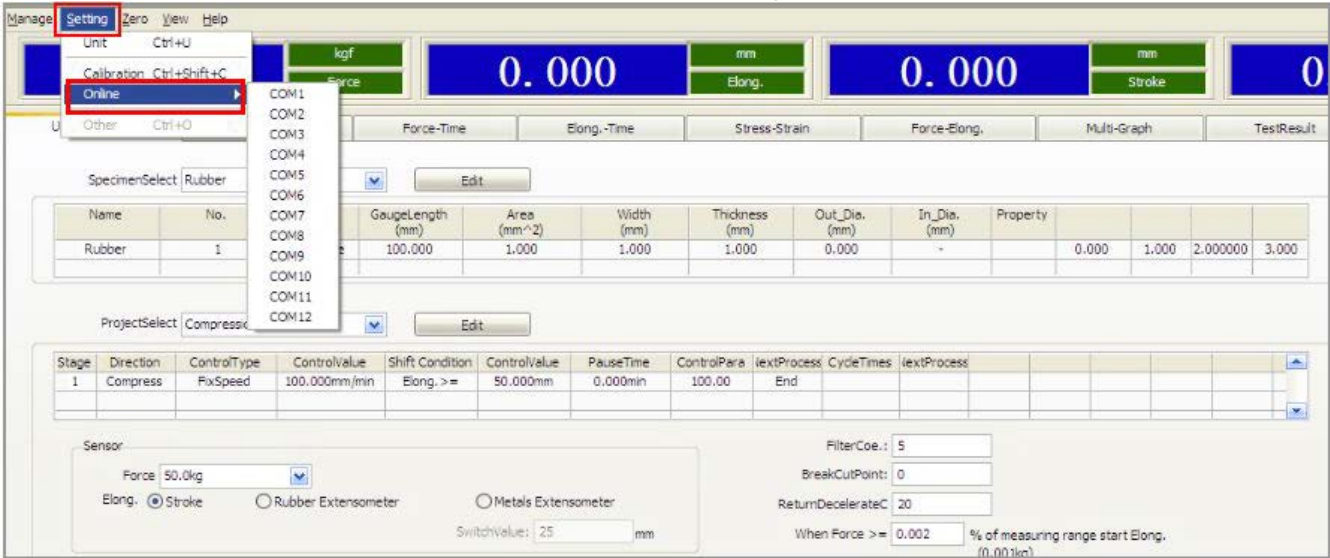 Manage Setting Zero View Help
Unit Ctrl+U
Calibration Ctrl+Shift+C
Online
Other Ctrl+O
COM1
COM2
COM3
COM4
COM5
COM6
COM7
COM8
COM9
COM10
COM11
COM12
kgf
Force
0.000
mm
Elong.
0.000
mm
Stroke
0
Force-Time Elong.-Time Stress-Strain Force-Elong. Multi-Graph TestResult
SpecimenSelect Rubber Edit
Name No. GaugeLength Area Width Thickness Out_Dia. In_Dia. Property
(mm) (mm^2) (mm) (mm) (mm) (mm)
Rubber 1 100.000 1.000 1.000 1.000 0.000 - 0.000 1.000 2.000000 3.000
ProjectSelect Compressio Edit
Stage Direction ControlType ControlValue Shift Condition ControlValue PauseTime ControlPara lextProcess CycleTimes lextProcess
1 Compress FixSpeed 100.000mm/min Elong.>= 50.000mm 0.000min 100.00 End
Sensor
Force 50.0kg
Elong. Stroke Rubber Extensometer Metals Extensometer
SwitchValue: 25 mm
FilterCoe.: 5
BreakCutPoint: 0
ReturnDecelerateC 20
When Force >= 0.002 % of measuring range start Elong.
(0.001kg)